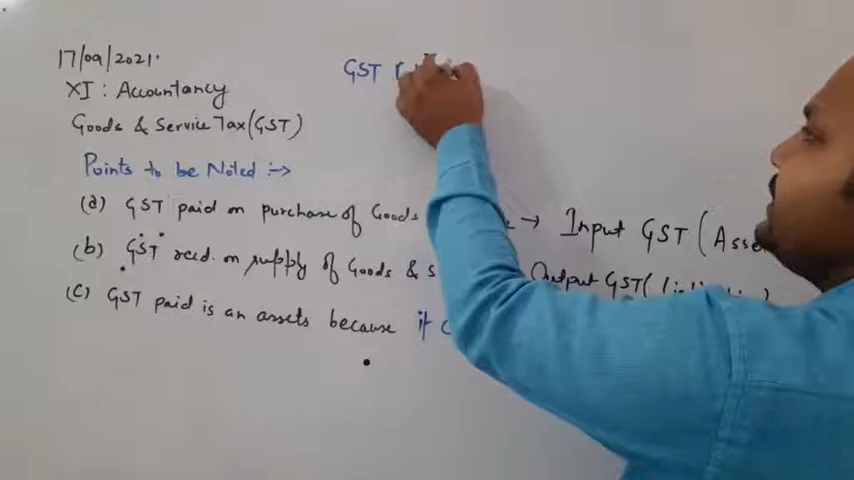 17/09/2021.
XI : Accountancy
GST
Goods & Service Tax (GST)
Points to be Noted :->
(a) GST paid on purchase of Goods → Input GST (Asse
(b) GST recd. on supply of Goods & S Output GST (
(c) GST paid is an assets because if